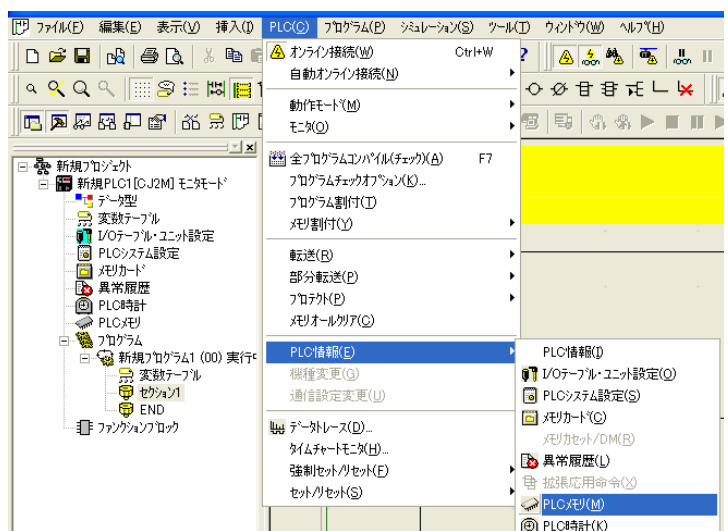 ファイル(F) 編集(E) 表示(V) 挿入(I) PLC(C) プログラム(P) シミュレーション(S) ツール(T) ウィンドウ(W) ヘルプ(H)
オンライン接続(W) Ctrl+W
自動オンライン接続(N)
動作モード(M)
モニタ(O)
全プログラムコンパイル(チェック)(A) F7
プログラムチェックオプション(K)...
プログラム割付(T)
メモリ割付(Y)
転送(R)
部分転送(P)
プロテクト(P)
メモリオールクリア(C)
PLC情報(E)
機種変更(G)
通信設定変更(U)
データトレース(D)...
タイムチャートモニタ(H)...
強制セット/リセット(F)
セット/リセット(S)
新規プロジェクト
新規PLC1[CJ2M] モニタモード
データ型
変数テーブル
I/Oテーブル・ユニット設定
PLCシステム設定
メモリカード
異常履歴
PLC時計
PLCメモリ
プログラム
新規プログラム1 (00) 実行中
変数テーブル
セクション1
END
ファンクションブロック
PLC情報(I)
I/Oテーブル・ユニット設定(O)
PLCシステム設定(S)
メモリカード(C)
メモリカセット/DM(R)
異常履歴(L)
拡張応用命令(X)
PLCメモリ(M)
PLC時計(K)